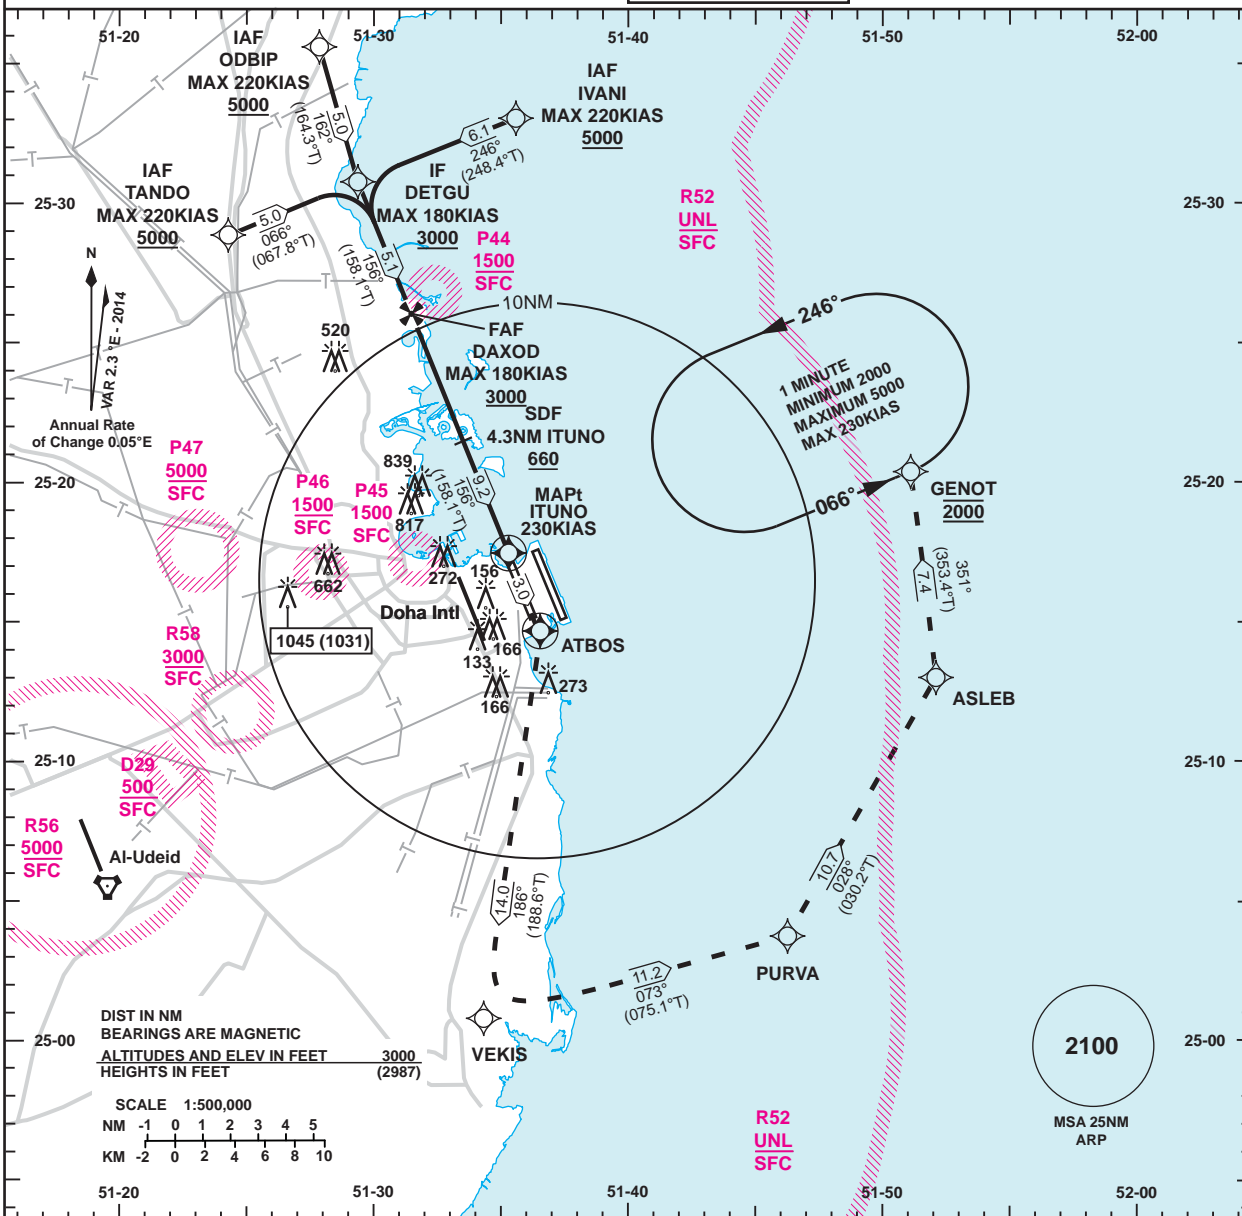 51-20
51-30
51-40
51-50
52-00
IAF
ODBIP
MAX 220KIAS
5000
IAF
IVANI
MAX 220KIAS
5000
5.0
162°
(164.3°T)
6.1
246°
(248.4°T)
IAF
TANDO
MAX 220KIAS
5000
IF
DETGU
MAX 180KIAS
3000
5.0
066°
(067.8°T)
5.1
156°
(158.1°T)
R52
UNL
SFC
25-30
25-30
P44
1500
SFC
N
VAR 2.3 °E - 2014
Annual Rate
of Change 0.05°E
10NM
FAF
DAXOD
MAX 180KIAS
3000
520
246°
1 MINUTE
MINIMUM 2000
MAXIMUM 5000
MAX 230KIAS
066°
SDF
4.3NM ITUNO
660
P47
5000
SFC
P46
1500
SFC
P45
1500
SFC
839
817
9.2
156°
(158.1°T)
25-20
25-20
MAPt
ITUNO
230KIAS
GENOT
2000
662
272
156
3.0
351°
(353.4°T)
7.4
Doha Intl
1045 (1031)
133
166
ATBOS
166
273
R58
3000
SFC
ASLEB
25-10
25-10
D29
500
SFC
R56
5000
SFC
Al-Udeid
14.0
186°
(188.6°T)
10.7
028°
(030.2°T)
11.2
073°
(075.1°T)
PURVA
VEKIS
25-00
25-00
DIST IN NM
BEARINGS ARE MAGNETIC
ALTITUDES AND ELEV IN FEET 3000
HEIGHTS IN FEET (2987)
SCALE 1:500,000
NM -1 0 1 2 3 4 5
KM -2 0 2 4 6 8 10
2100
MSA 25NM
ARP
R52
UNL
SFC
51-20
51-30
51-40
51-50
52-00